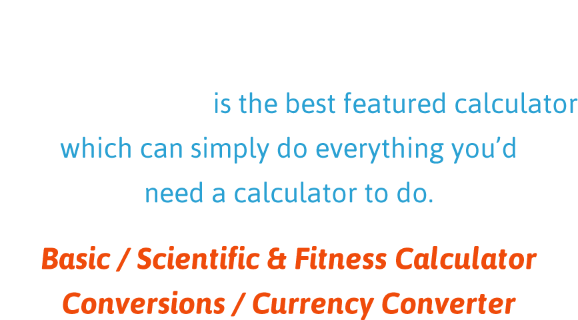 is the best featured calculator
which can simply do everything you’d
need a calculator to do.
Basic / Scientific & Fitness Calculator
Conversions / Currency Converter